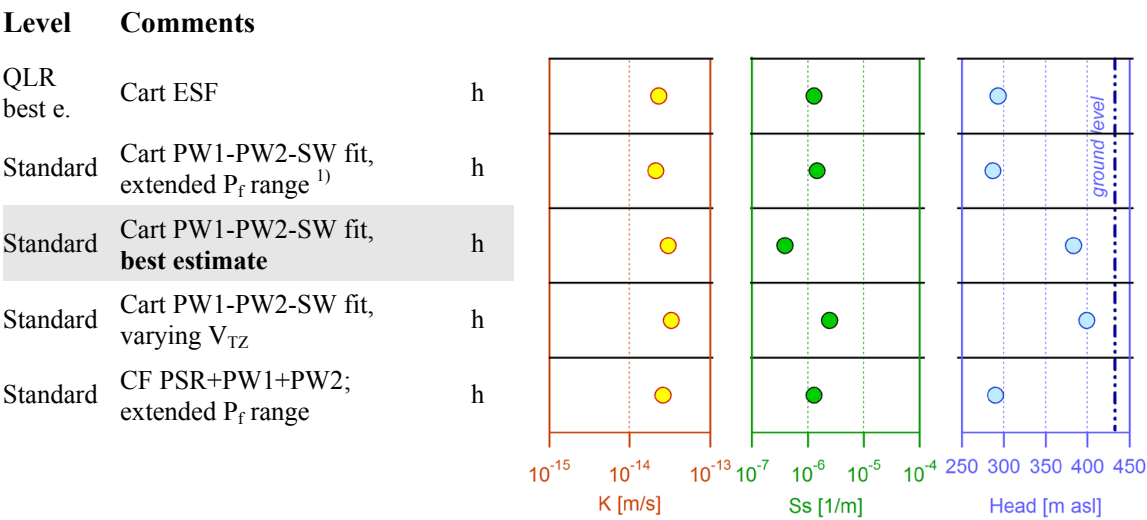 Level Comments
QLR best e. Cart ESF h
Standard Cart PW1-PW2-SW fit, extended Pf range 1) h
Standard Cart PW1-PW2-SW fit, best estimate h
Standard Cart PW1-PW2-SW fit, varying VTZ h
Standard CF PSR+PW1+PW2; extended Pf range h
ground level
10-15 10-14 10-13
K [m/s]
10-7 10-6 10-5 10-4
Ss [1/m]
250 300 350 400 450
Head [m asl]